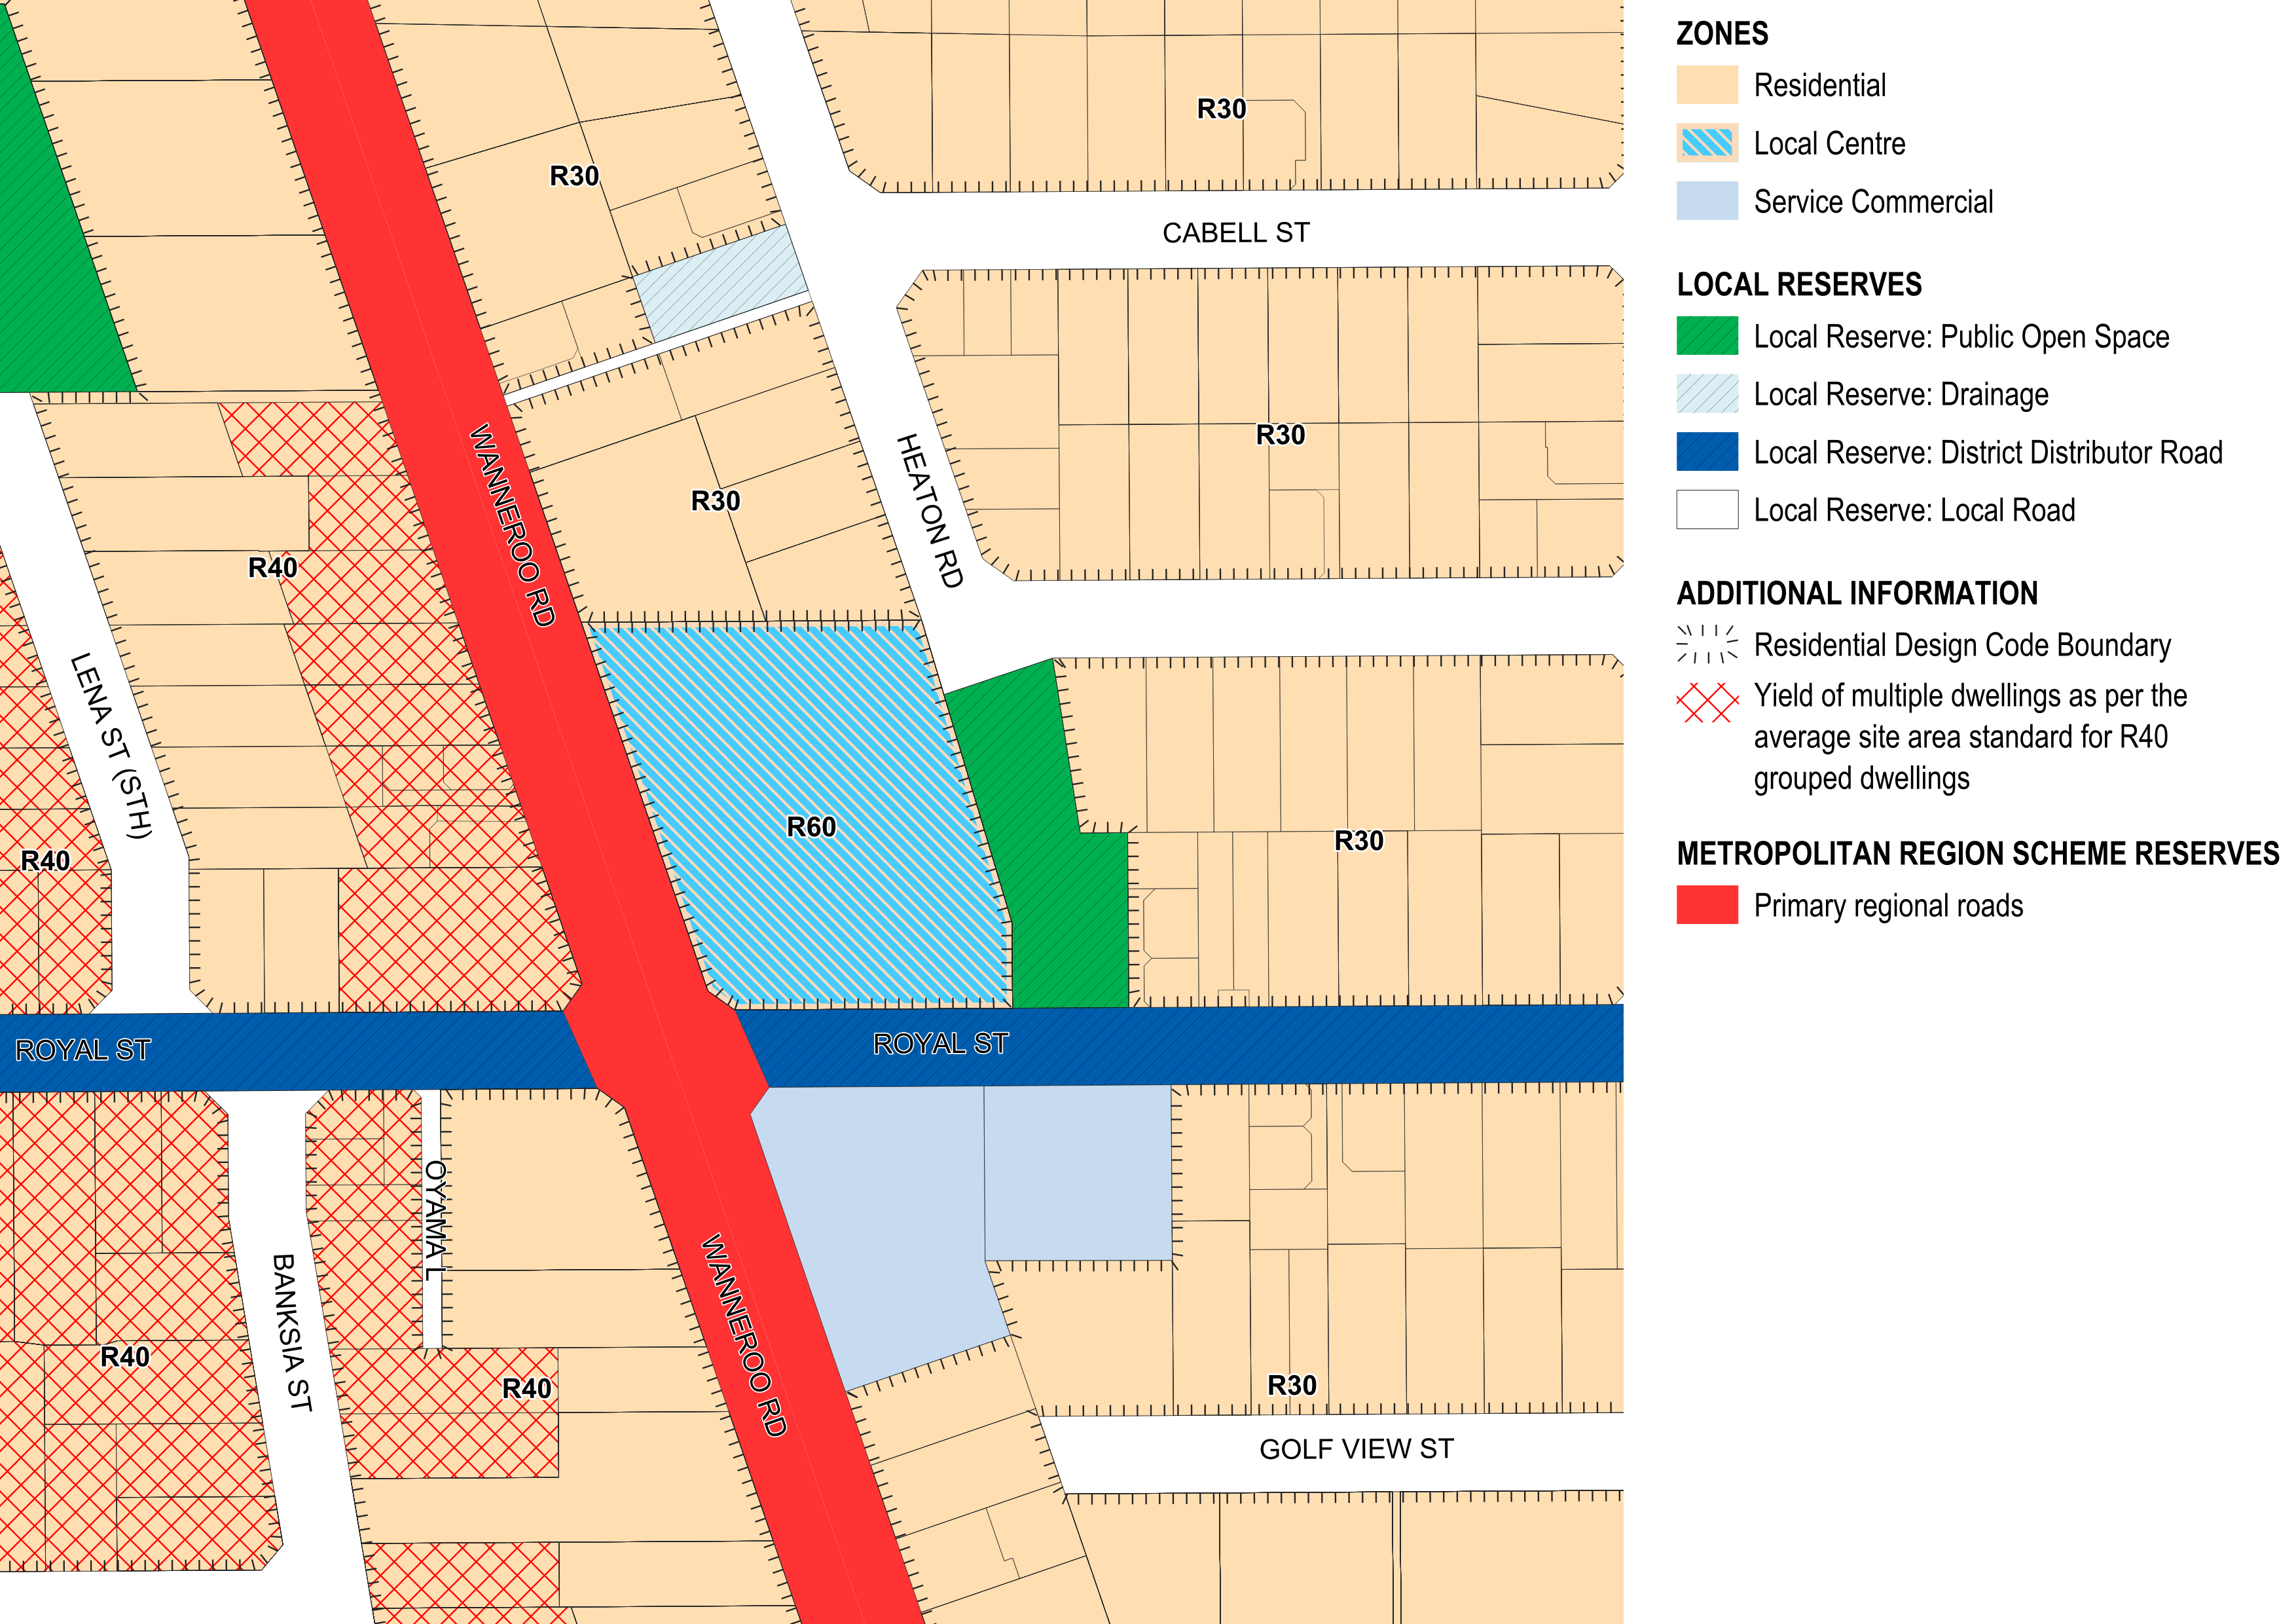 R30
R30
CABELL ST
WANNEROO RD
HEATON RD
R30
R30
R40
LENA ST (STH)
R60
R30
R40
ROYAL ST
ROYAL ST
OYAMA L
BANKSIA ST
WANNEROO RD
R40
R40
R30
GOLF VIEW ST
ZONES
Residential
Local Centre
Service Commercial
LOCAL RESERVES
Local Reserve: Public Open Space
Local Reserve: Drainage
Local Reserve: District Distributor Road
Local Reserve: Local Road
ADDITIONAL INFORMATION
Residential Design Code Boundary
Yield of multiple dwellings as per the
average site area standard for R40
grouped dwellings
METROPOLITAN REGION SCHEME RESERVES
Primary regional roads